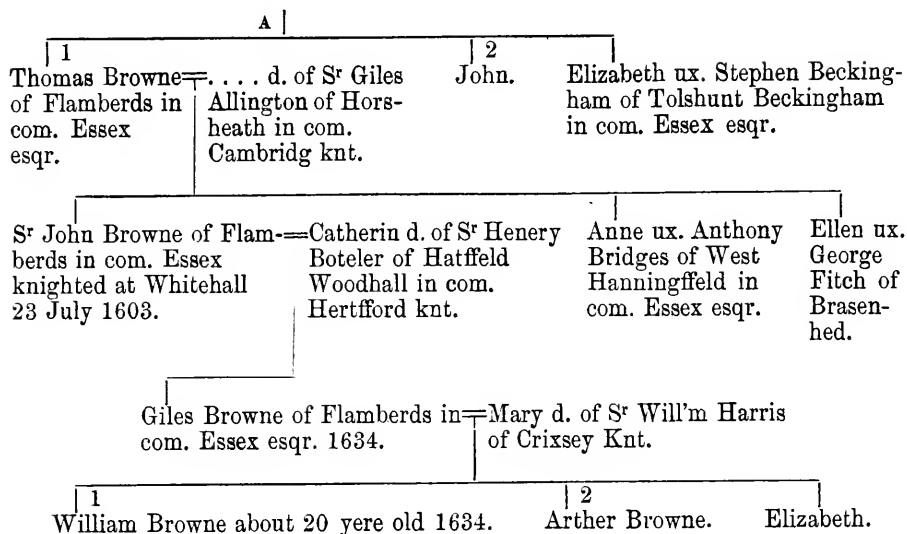 A
1
Thomas Browne
of Flamberds in
com. Essex
esqr.
. . . . d. of Sʳ Giles
Allington of Hors-
heath in com.
Cambridg knt.
2
John.
Elizabeth ux. Stephen Becking-
ham of Tolshunt Beckingham
in com. Essex esqr.
Sʳ John Browne of Flam-
berds in com. Essex
knighted at Whitehall
23 July 1603.
Catherin d. of Sʳ Henery
Boteler of Hatffeld
Woodhall in com.
Hertfford knt.
Anne ux. Anthony
Bridges of West
Hanningffeld in
com. Essex esqr.
Ellen ux.
George
Fitch of
Brasen-
hed.
Giles Browne of Flamberds in
com. Essex esqr. 1634.
Mary d. of Sʳ Will'm Harris
of Crixsey Knt.
1
William Browne about 20 yere old 1634.
2
Arther Browne.
Elizabeth.